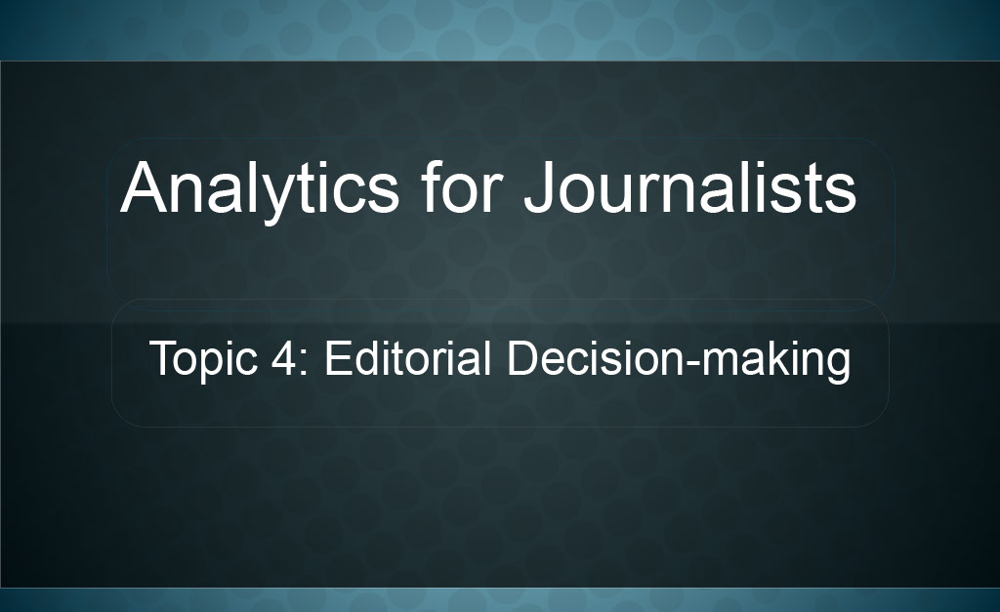 Analytics for Journalists
Topic 4: Editorial Decision-making